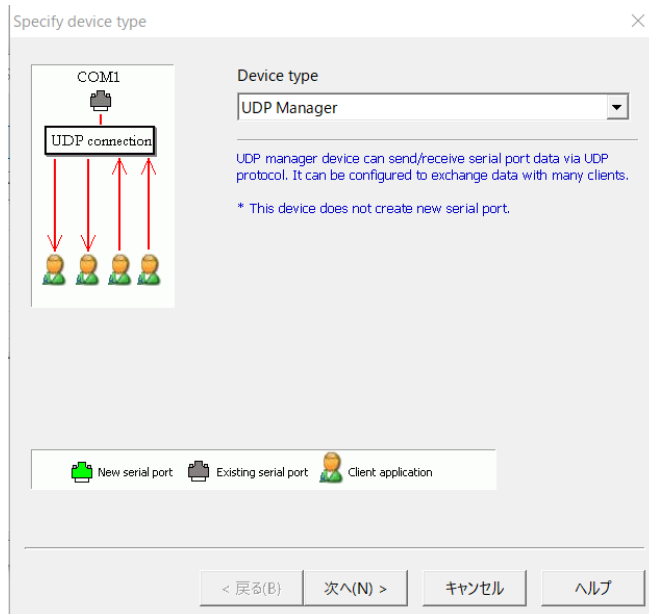 Specify device type
COM1
UDP connection
Device type
UDP Manager
UDP manager device can send/receive serial port data via UDP
protocol. It can be configured to exchange data with many clients.
* This device does not create new serial port.
New serial port
Existing serial port
Client application
< 戻る(B)
次へ(N) >
キャンセル
ヘルプ